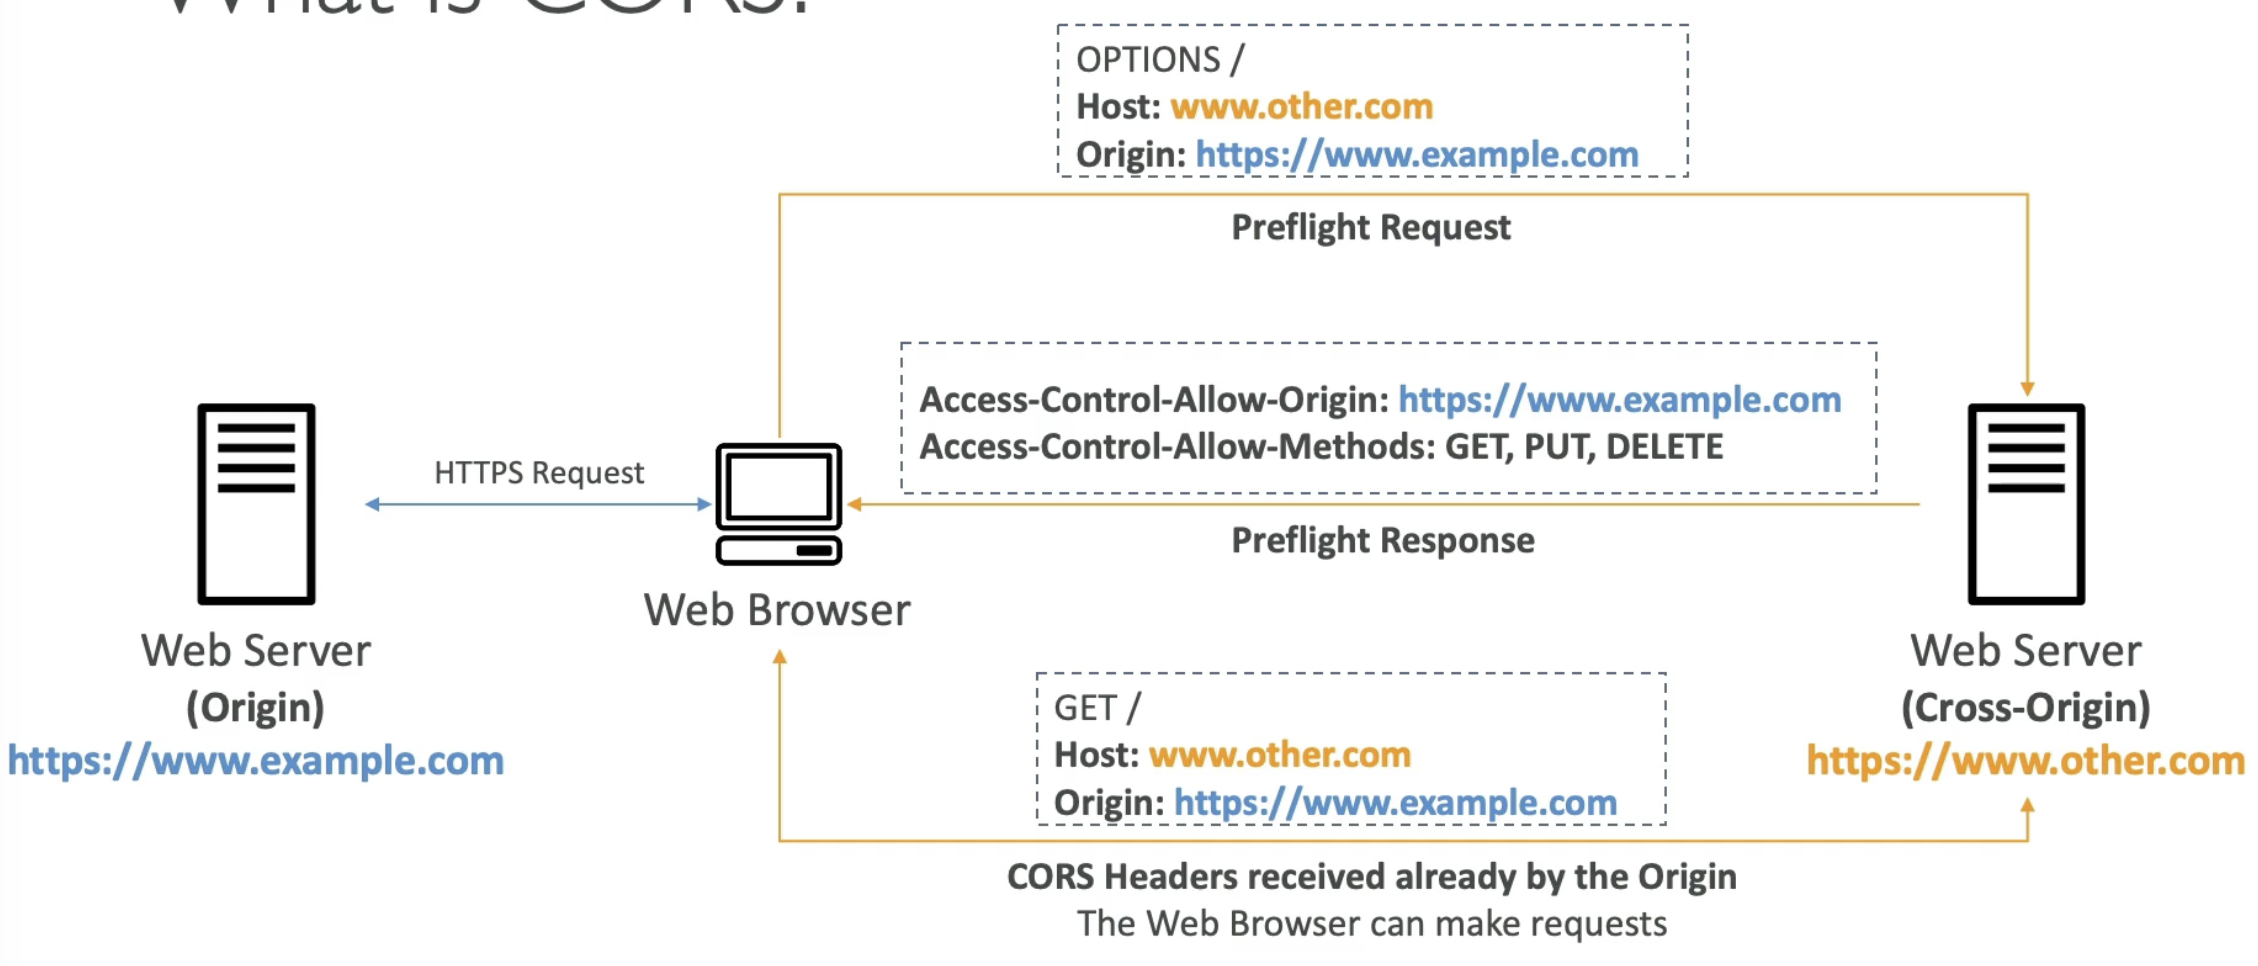 What is CORS?
OPTIONS /
Host: www.other.com
Origin: https://www.example.com
Preflight Request
Access-Control-Allow-Origin: https://www.example.com
Access-Control-Allow-Methods: GET, PUT, DELETE
HTTPS Request
Preflight Response
Web Browser
Web Server
(Origin)
https://www.example.com
Web Server
(Cross-Origin)
https://www.other.com
GET /
Host: www.other.com
Origin: https://www.example.com
CORS Headers received already by the Origin
The Web Browser can make requests